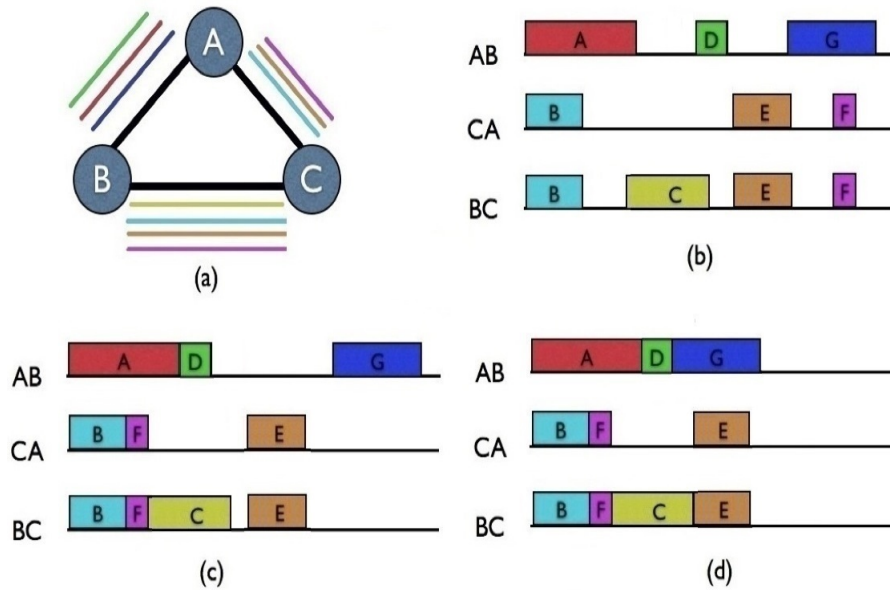 A
B C
(a)
AB A D G
CA B E F
BC B C E F
(b)
AB A D G
CA B F E
BC B F C E
(c)
AB A D G
CA B F E
BC B F C E
(d)